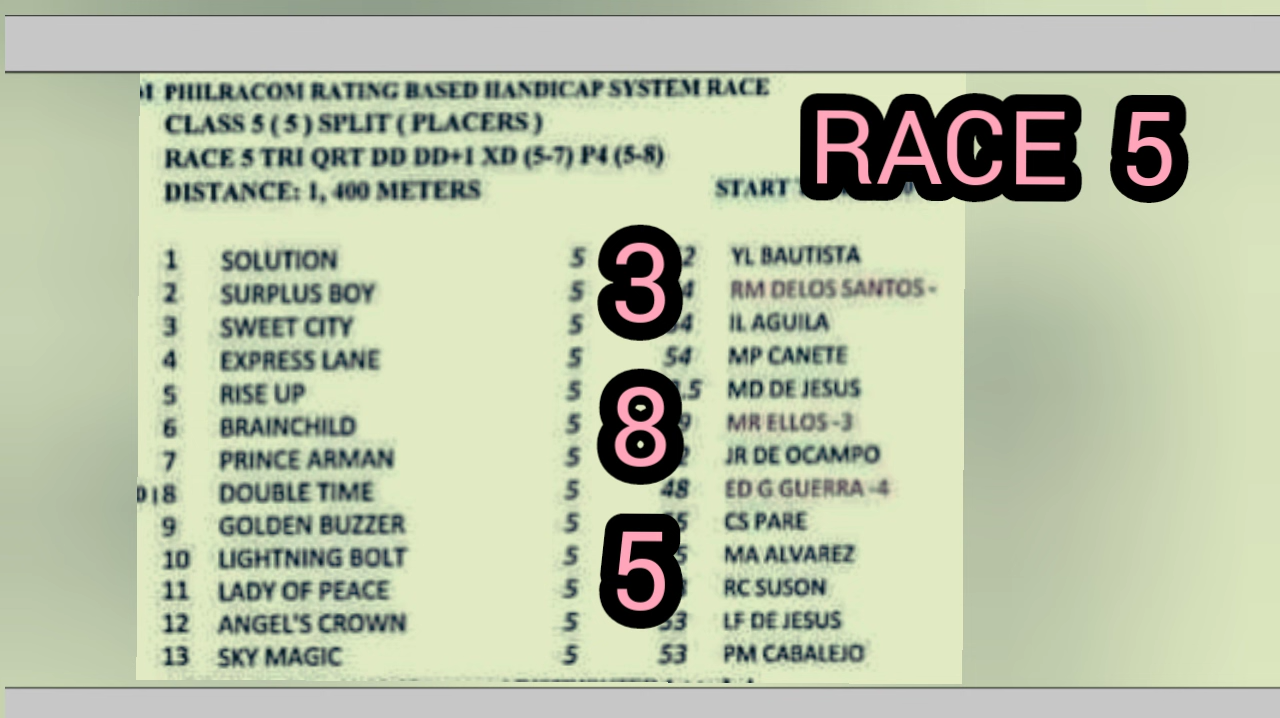 PHILRACOM RATING BASED HANDICAP SYSTEM RACE
CLASS 5 ( 5 ) SPLIT ( PLACERS )
RACE 5 TRI QRT DD DD+1 XD (5-7) P4 (5-8)
DISTANCE: 1, 400 METERS START
RACE 5
1 SOLUTION 5 YL BAUTISTA
2 SURPLUS BOY 5 RM DELOS SANTOS -
3 SWEET CITY 5 IL AGUILA
4 EXPRESS LANE 5 54 MP CANETE
5 RISE UP 5 MD DE JESUS
6 BRAINCHILD 5 MR ELLOS -3
7 PRINCE ARMAN 5 JR DE OCAMPO
8 DOUBLE TIME 5 48 ED G GUERRA -4
9 GOLDEN BUZZER 5 CS PARE
10 LIGHTNING BOLT 5 MA ALVAREZ
11 LADY OF PEACE 5 RC SUSON
12 ANGEL'S CROWN 5 53 LF DE JESUS
13 SKY MAGIC 5 53 PM CABALEJO
3
8
5